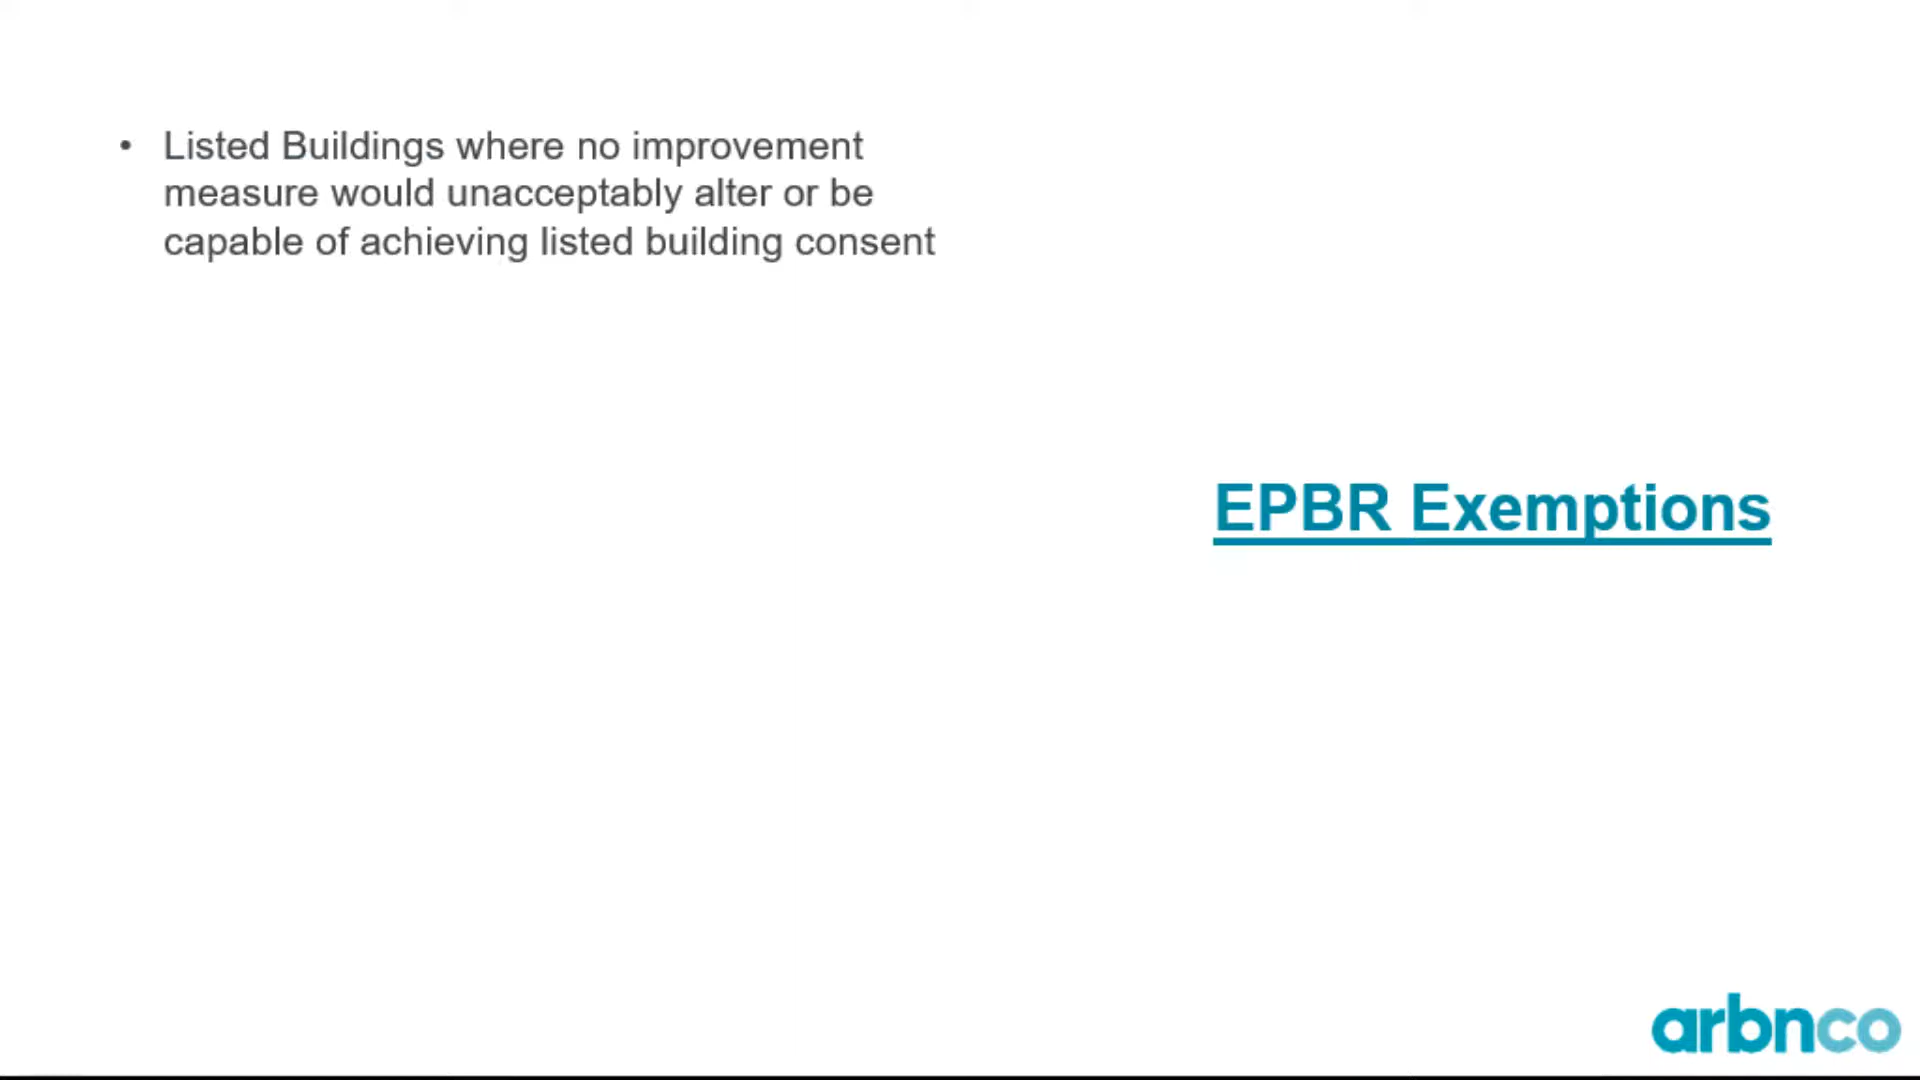 • Listed Buildings where no improvement
measure would unacceptably alter or be
capable of achieving listed building consent
EPBR Exemptions
arbnco